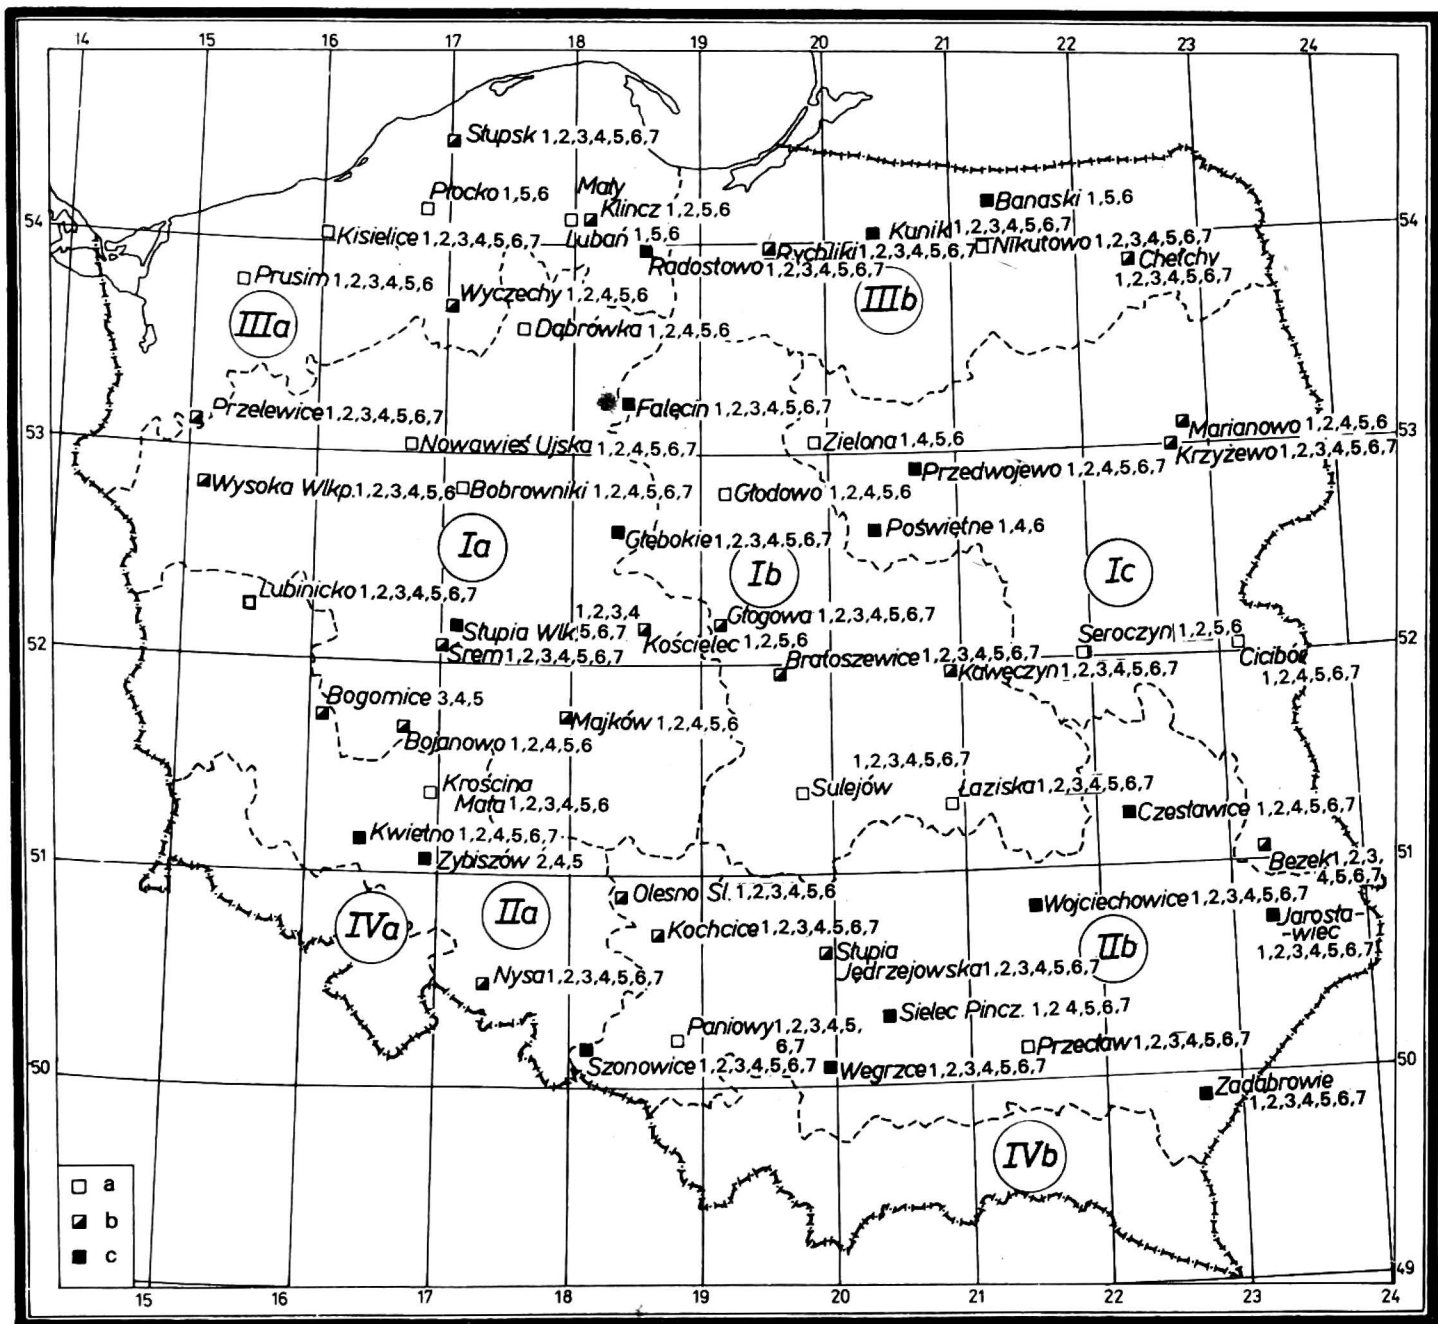 14 15 16 17 18 19 20 21 22 23 24
Słupsk 1,2,3,4,5,6,7
Płocko 1,5,6
Mały
Klincz 1,2,5,6
Banaski 1,5,6
54
54
Kisielice 1,2,3,4,5,6,7
Lubań 1,5,6
Kunik 1,2,3,4,5,6,7
Rychliki 1,2,3,4,5,6,7
Nikutowo 1,2,3,4,5,6,7
Radostowo 1,2,3,4,5,6,7
Chełchy
1,2,3,4,5,6,7
Prusim 1,2,3,4,5,6
Wyczechy 1,2,4,5,6
IIIa
IIIb
Dąbrówka 1,2,4,5,6
Przelewice 1,2,3,4,5,6,7
Falęcin 1,2,3,4,5,6,7
53
53
Nowawieś Ujska 1,2,4,5,6,7
Zielona 1,4,5,6
Marianowo 1,2,4,5,6
Krzyżewo 1,2,3,4,5,6,7
Przedwojewo 1,2,4,5,6,7
Wysoka Wlkp. 1,2,3,4,5,6
Bobrowniki 1,2,4,5,6,7
Głodowo 1,2,4,5,6
Głębokie 1,2,3,4,5,6,7
Poświętne 1,4,6
Ia
Ib
Ic
Lubinicko 1,2,3,4,5,6,7
1,2,3,4
Słupia Wlk 5,6,7
Głogowa 1,2,3,4,5,6,7
Kościelec 1,2,5,6
Seroczyn 1,2,5,6
52
52
Śrem 1,2,3,4,5,6,7
Bratoszewice 1,2,3,4,5,6,7
Kawęczyn 1,2,3,4,5,6,7
Cicibór
1,2,4,5,6,7
Bogomice 3,4,5
Majków 1,2,4,5,6
Bojanowo 1,2,4,5,6
1,2,3,4,5,6,7
Sulejów
Łaziska 1,2,3,4,5,6,7
Krościna
Mała 1,2,3,4,5,6
Czesławice 1,2,4,5,6,7
Kwietno 1,2,4,5,6,7
51
51
Zybiszów 2,4,5
Bezek 1,2,3,
4,5,6,7
Olesno Śl. 1,2,3,4,5,6
Wojciechowice 1,2,3,4,5,6,7
IVa
IIa
Kochcice 1,2,3,4,5,6,7
Jarosła-
-wiec
1,2,3,4,5,6,7
IIb
Słupia
Jędrzejowska 1,2,3,4,5,6,7
Nysa 1,2,3,4,5,6,7
Sielec Pincz. 1,2 4,5,6,7
Paniowy 1,2,3,4,5,
6,7
Przecław 1,2,3,4,5,6,7
50
50
Szonowice 1,2,3,4,5,6,7
Węgrzce 1,2,3,4,5,6,7
Zadąbrowie
1,2,3,4,5,6,7
IVb
a
b
c
49
15 16 17 18 19 20 21 22 23 24